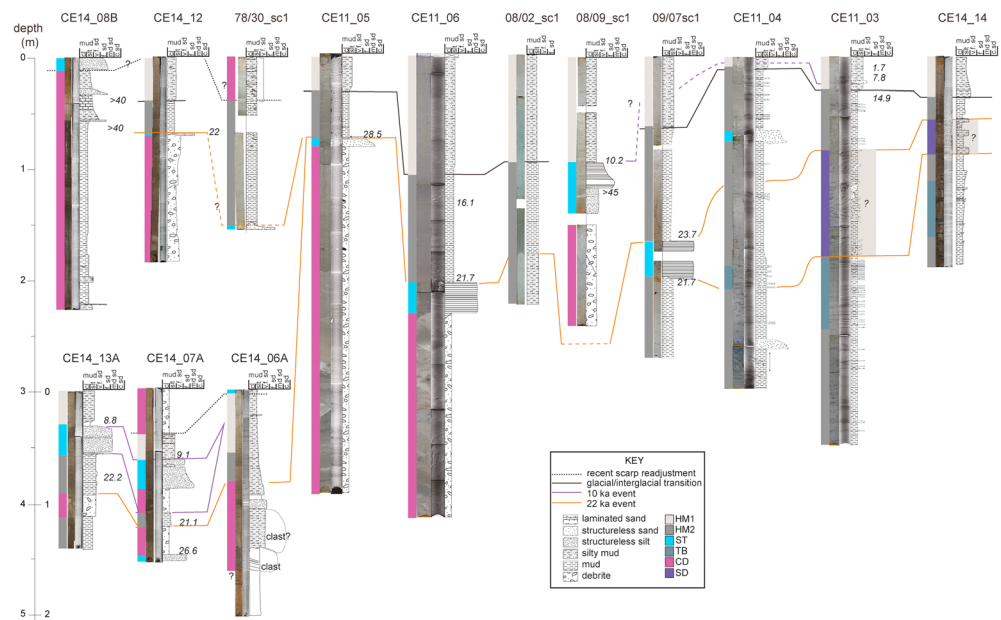 depth
(m)
CE14_08B
CE14_12
78/30_sc1
CE11_05
CE11_06
08/02_sc1
08/09_sc1
09/07sc1
CE11_04
CE11_03
CE14_14
mud
0
?
>40
>40
22
?
?
28.5
16.1
21.7
10.2
>45
?
23.7
21.7
1.7
7.8
14.9
?
?
1
2
CE14_13A
CE14_07A
CE14_06A
mud
3
0
8.8
22.2
9.1
21.1
26.6
clast?
clast
?
4
1
5
2
KEY
recent scarp readjustment
glacial/interglacial transition
10 ka event
22 ka event
laminated sand
structureless sand
structureless silt
silty mud
mud
debrite
HM1
HM2
ST
TB
CD
SD